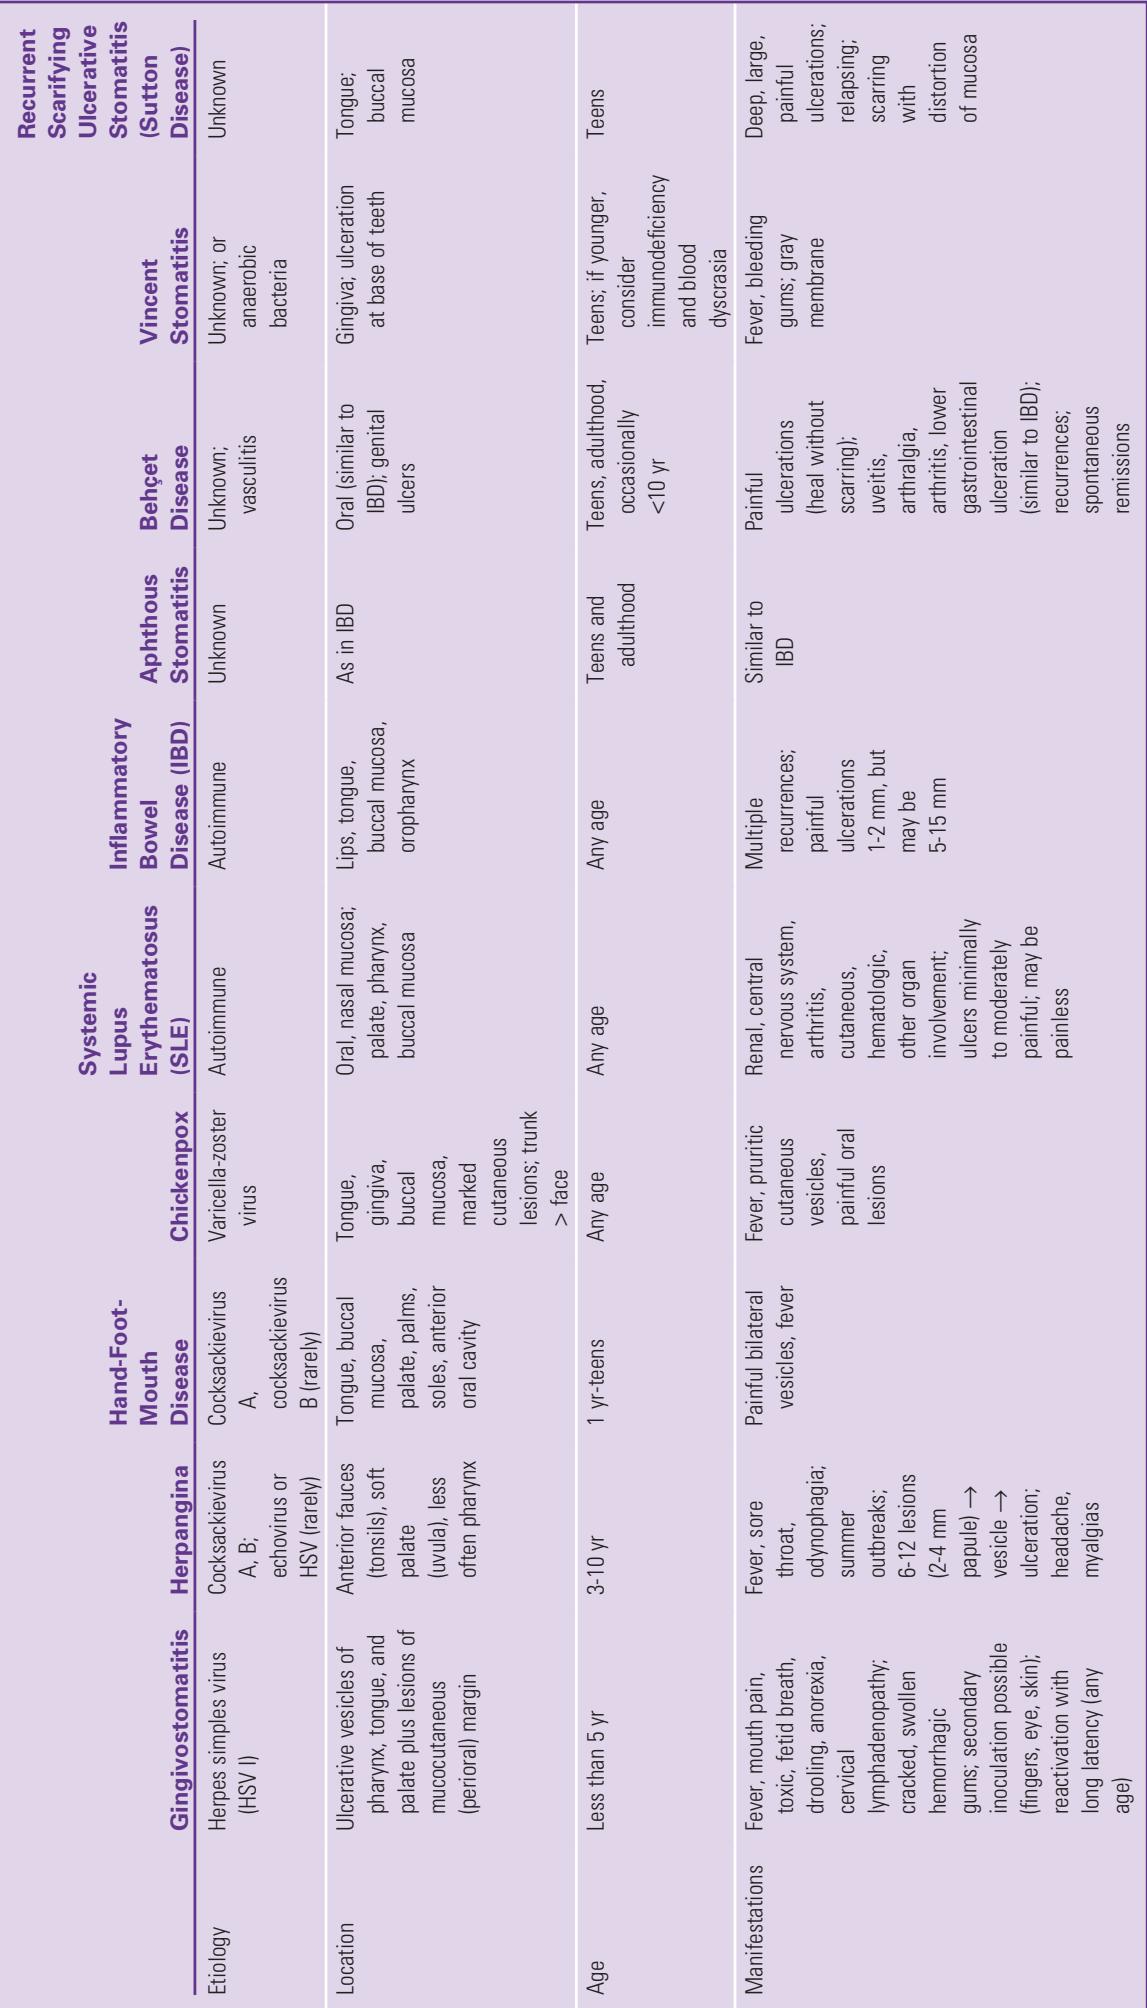 Gingivostomatitis
Herpangina
Hand-Foot-
Mouth
Disease
Chickenpox
Systemic
Lupus
Erythematosus
(SLE)
Inflammatory
Bowel
Disease (IBD)
Aphthous
Stomatitis
Behçet
Disease
Vincent
Stomatitis
Recurrent
Scarifying
Ulcerative
Stomatitis
(Sutton
Disease)
Etiology
Herpes simples virus
(HSV I)
Cocksackievirus
A, B;
echovirus or
HSV (rarely)
Cocksackievirus
A,
cocksackievirus
B (rarely)
Varicella-zoster
virus
Autoimmune
Autoimmune
Unknown
Unknown;
vasculitis
Unknown; or
anaerobic
bacteria
Unknown
Location
Ulcerative vesicles of
pharynx, tongue, and
palate plus lesions of
mucocutaneous
(perioral) margin
Anterior fauces
(tonsils), soft
palate
(uvula), less
often pharynx
Tongue, buccal
mucosa,
palate, palms,
soles, anterior
oral cavity
Tongue,
gingiva,
buccal
mucosa,
marked
cutaneous
lesions; trunk
> face
Oral, nasal mucosa;
palate, pharynx,
buccal mucosa
Lips, tongue,
buccal mucosa,
oropharynx
As in IBD
Oral (similar to
IBD); genital
ulcers
Gingiva; ulceration
at base of teeth
Tongue;
buccal
mucosa
Age
Less than 5 yr
3-10 yr
1 yr-teens
Any age
Any age
Any age
Teens and
adulthood
Teens, adulthood,
occasionally
<10 yr
Teens; if younger,
consider
immunodeficiency
and blood
dyscrasia
Teens
Manifestations
Fever, mouth pain,
toxic, fetid breath,
drooling, anorexia,
cervical
lymphadenopathy;
cracked, swollen
hemorrhagic
gums; secondary
inoculation possible
(fingers, eye, skin);
reactivation with
long latency (any
age)
Fever, sore
throat,
odynophagia;
summer
outbreaks;
6-12 lesions
(2-4 mm
papule) →
vesicle →
ulceration;
headache,
myalgias
Painful bilateral
vesicles, fever
Fever, pruritic
cutaneous
vesicles,
painful oral
lesions
Renal, central
nervous system,
arthritis,
cutaneous,
hematologic,
other organ
involvement;
ulcers minimally
to moderately
painful; may be
painless
Multiple
recurrences;
painful
ulcerations
1-2 mm, but
may be
5-15 mm
Similar to
IBD
Painful
ulcerations
(heal without
scarring);
uveitis,
arthralgia,
arthritis, lower
gastrointestinal
ulceration
(similar to IBD);
recurrences;
spontaneous
remissions
Fever, bleeding
gums; gray
membrane
Deep, large,
painful
ulcerations;
relapsing;
scarring
with
distortion
of mucosa